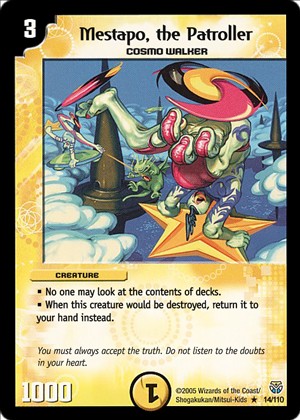 3
Mestapo, the Patroller
COSMO WALKER
CREATURE
▪ No one may look at the contents of decks.
▪ When this creature would be destroyed, return it to
your hand instead.
You must always accept the truth. Do not listen to the doubts
in your heart.
1000
1
©2005 Wizards of the Coast/
Shogakukan/Mitsui-Kids ★ 14/110